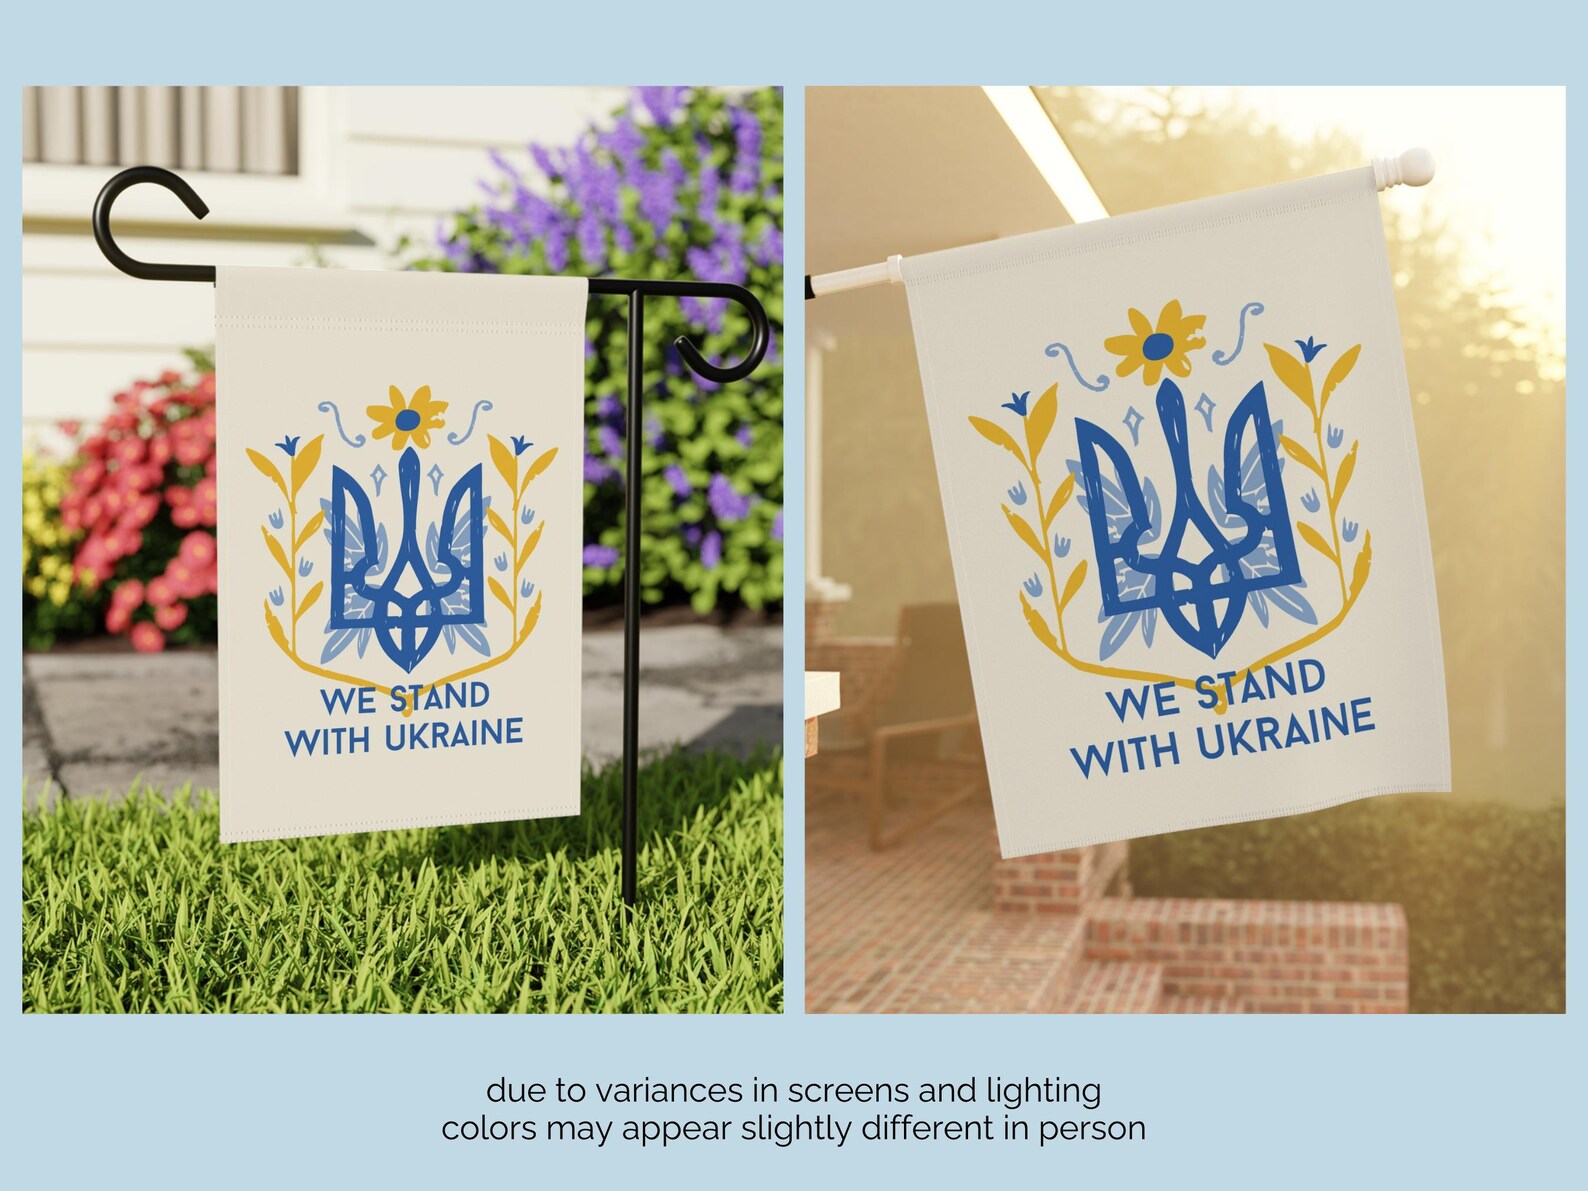 WE STAND
WITH UKRAINE
WE STAND
WITH UKRAINE
due to variances in screens and lighting
colors may appear slightly different in person